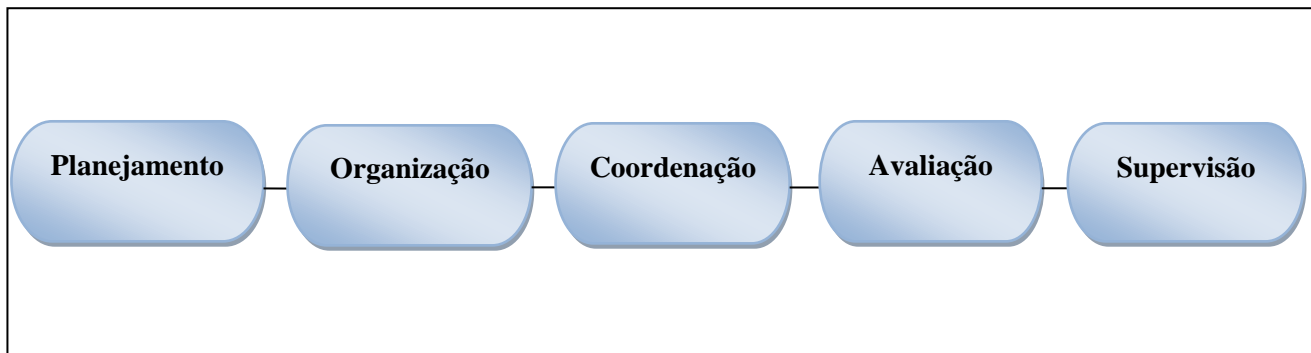 Planejamento
Organização
Coordenação
Avaliação
Supervisão